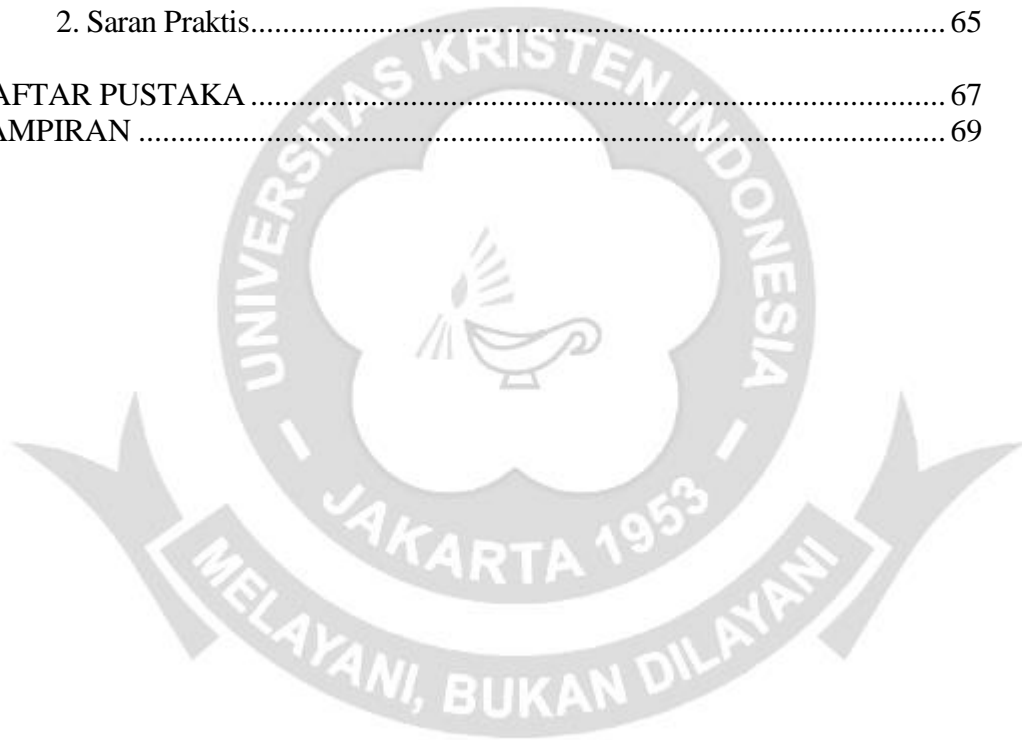 2. Saran Praktis.......................................................................................... 65
AFTAR PUSTAKA .......................................................................................... 67
AMPIRAN ........................................................................................................ 69
UNIVERSITAS KRISTEN INDONESIA
JAKARTA 1953
MELAYANI, BUKAN DILAYANI